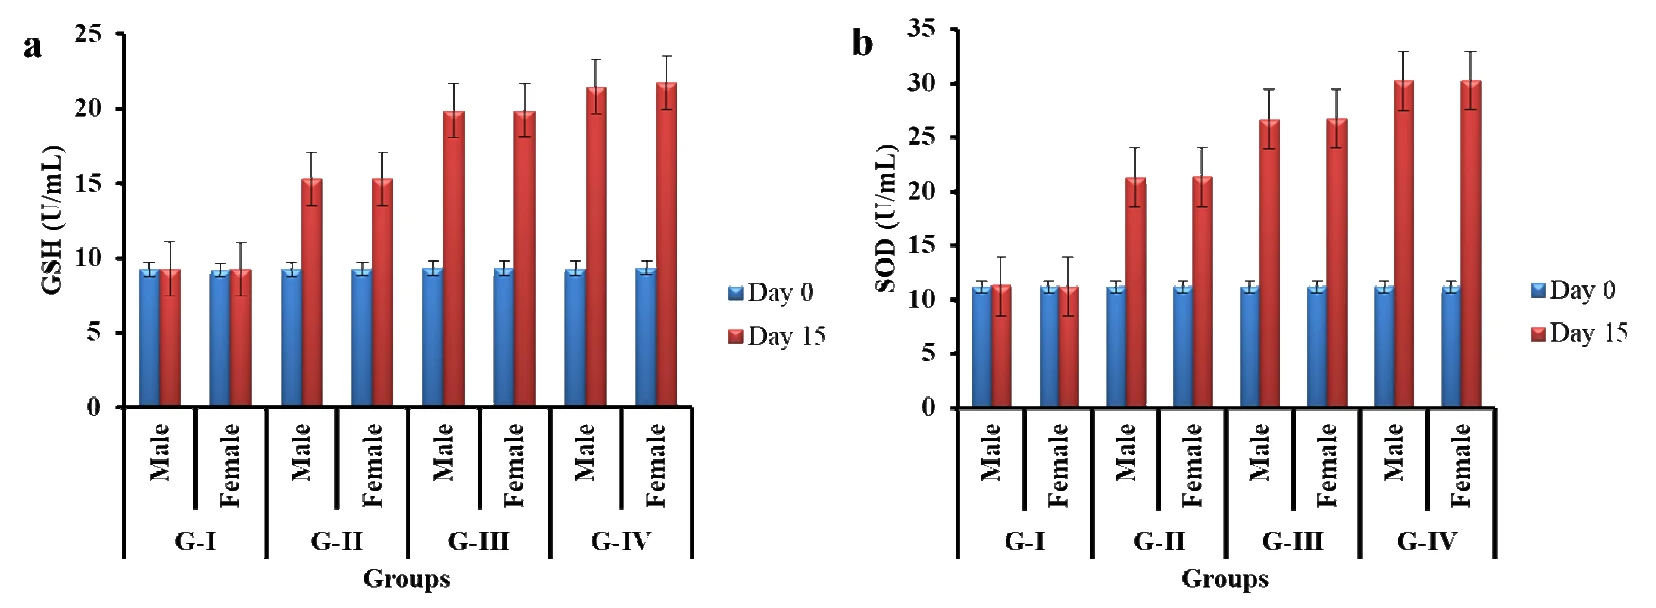 a
25
20
15
10
5
0
GSH (U/mL)
Day 0
Day 15
Male
Female
Male
Female
Male
Female
Male
Female
G-I
G-II
G-III
G-IV
Groups
b
35
30
25
20
15
10
5
0
SOD (U/mL)
Day 0
Day 15
Male
Female
Male
Female
Male
Female
Male
Female
G-I
G-II
G-III
G-IV
Groups